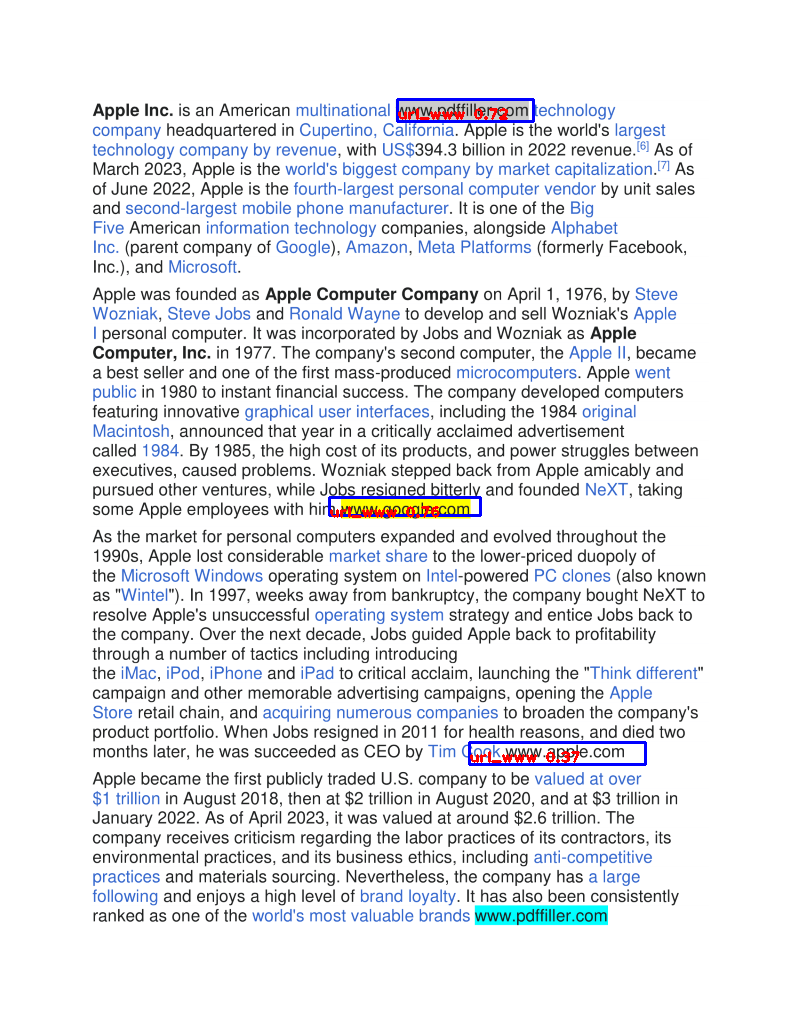 Apple Inc. is an American multinational www.pdffiller.com technology
url_www 0.72
company headquartered in Cupertino, California. Apple is the world's largest
technology company by revenue, with US$394.3 billion in 2022 revenue.[6] As of
March 2023, Apple is the world's biggest company by market capitalization.[7] As
of June 2022, Apple is the fourth-largest personal computer vendor by unit sales
and second-largest mobile phone manufacturer. It is one of the Big
Five American information technology companies, alongside Alphabet
Inc. (parent company of Google), Amazon, Meta Platforms (formerly Facebook,
Inc.), and Microsoft.
Apple was founded as Apple Computer Company on April 1, 1976, by Steve
Wozniak, Steve Jobs and Ronald Wayne to develop and sell Wozniak's Apple
I personal computer. It was incorporated by Jobs and Wozniak as Apple
Computer, Inc. in 1977. The company's second computer, the Apple II, became
a best seller and one of the first mass-produced microcomputers. Apple went
public in 1980 to instant financial success. The company developed computers
featuring innovative graphical user interfaces, including the 1984 original
Macintosh, announced that year in a critically acclaimed advertisement
called 1984. By 1985, the high cost of its products, and power struggles between
executives, caused problems. Wozniak stepped back from Apple amicably and
pursued other ventures, while Jobs resigned bitterly and founded NeXT, taking
some Apple employees with him. www.google.com
url_www 0.76
As the market for personal computers expanded and evolved throughout the
1990s, Apple lost considerable market share to the lower-priced duopoly of
the Microsoft Windows operating system on Intel-powered PC clones (also known
as "Wintel"). In 1997, weeks away from bankruptcy, the company bought NeXT to
resolve Apple's unsuccessful operating system strategy and entice Jobs back to
the company. Over the next decade, Jobs guided Apple back to profitability
through a number of tactics including introducing
the iMac, iPod, iPhone and iPad to critical acclaim, launching the "Think different"
campaign and other memorable advertising campaigns, opening the Apple
Store retail chain, and acquiring numerous companies to broaden the company's
product portfolio. When Jobs resigned in 2011 for health reasons, and died two
months later, he was succeeded as CEO by Tim Cook.www.apple.com
url_www 0.37
Apple became the first publicly traded U.S. company to be valued at over
$1 trillion in August 2018, then at $2 trillion in August 2020, and at $3 trillion in
January 2022. As of April 2023, it was valued at around $2.6 trillion. The
company receives criticism regarding the labor practices of its contractors, its
environmental practices, and its business ethics, including anti-competitive
practices and materials sourcing. Nevertheless, the company has a large
following and enjoys a high level of brand loyalty. It has also been consistently
ranked as one of the world's most valuable brands www.pdffiller.com